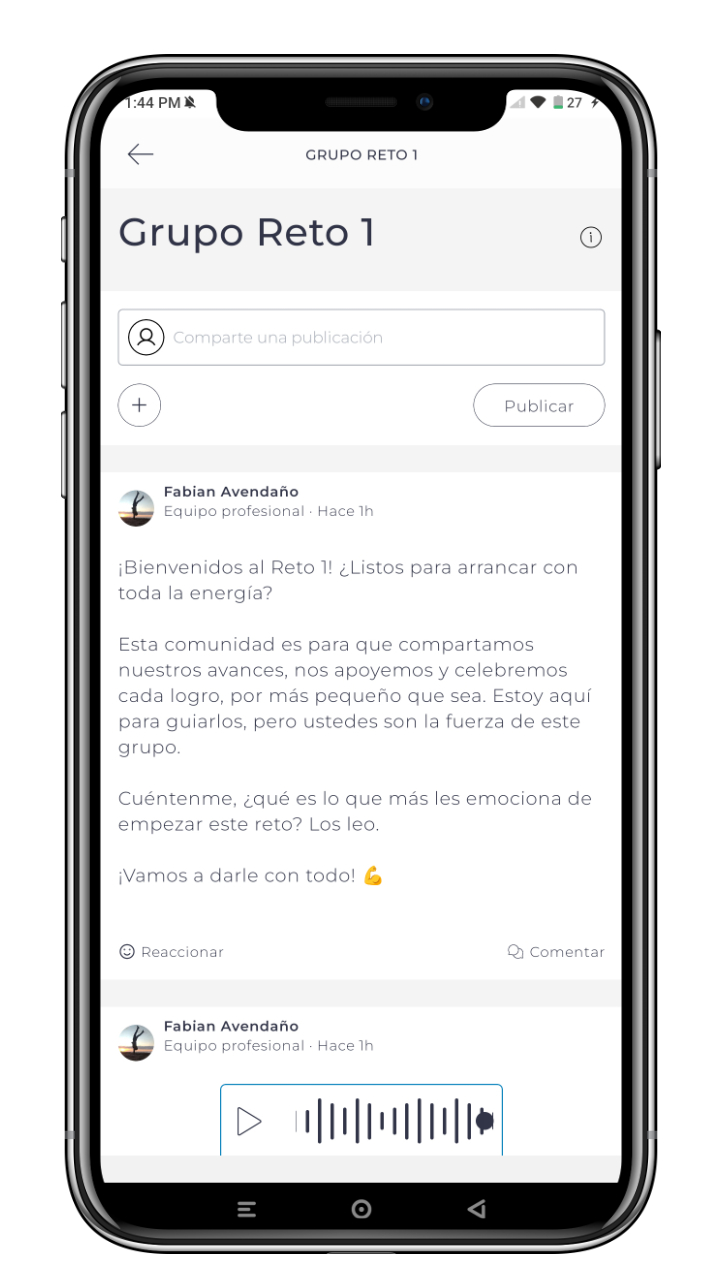 1:44 PM
27
GRUPO RETO 1
Grupo Reto 1
Comparte una publicación
+
Publicar
Fabian Avendaño
Equipo profesional · Hace 1h
¡Bienvenidos al Reto 1! ¿Listos para arrancar con
toda la energía?
Esta comunidad es para que compartamos
nuestros avances, nos apoyemos y celebremos
cada logro, por más pequeño que sea. Estoy aquí
para guiarlos, pero ustedes son la fuerza de este
grupo.
Cuéntenme, ¿qué es lo que más les emociona de
empezar este reto? Los leo.
¡Vamos a darle con todo! 💪
Reaccionar
Comentar
Fabian Avendaño
Equipo profesional · Hace 1h